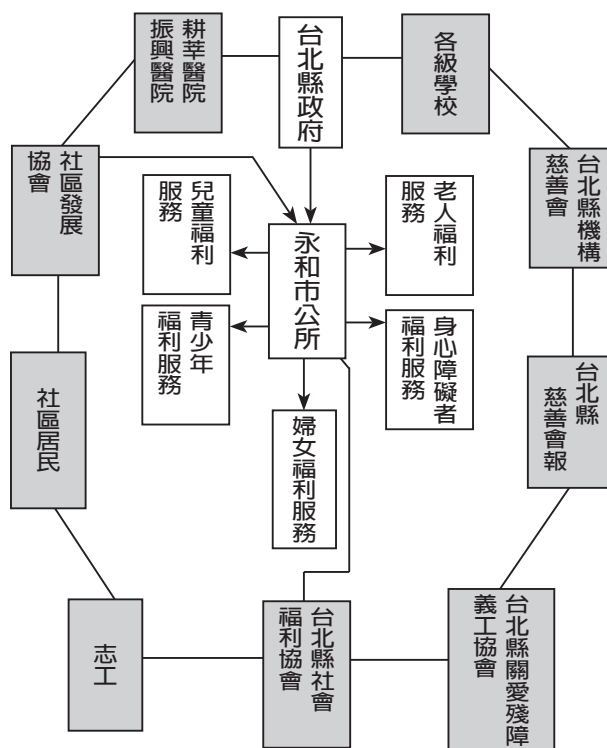 耕莘醫院
振興醫院
台北縣政府
各級學校
社區發展
協會
兒童福利
服務
永和市公所
老人福利
服務
台北縣機構
慈善會
青少年
福利服務
身心障礙者
福利服務
社區居民
台北縣
慈善會報
婦女福利服務
志工
台北縣社會
福利協會
台北縣關愛殘障
義工協會